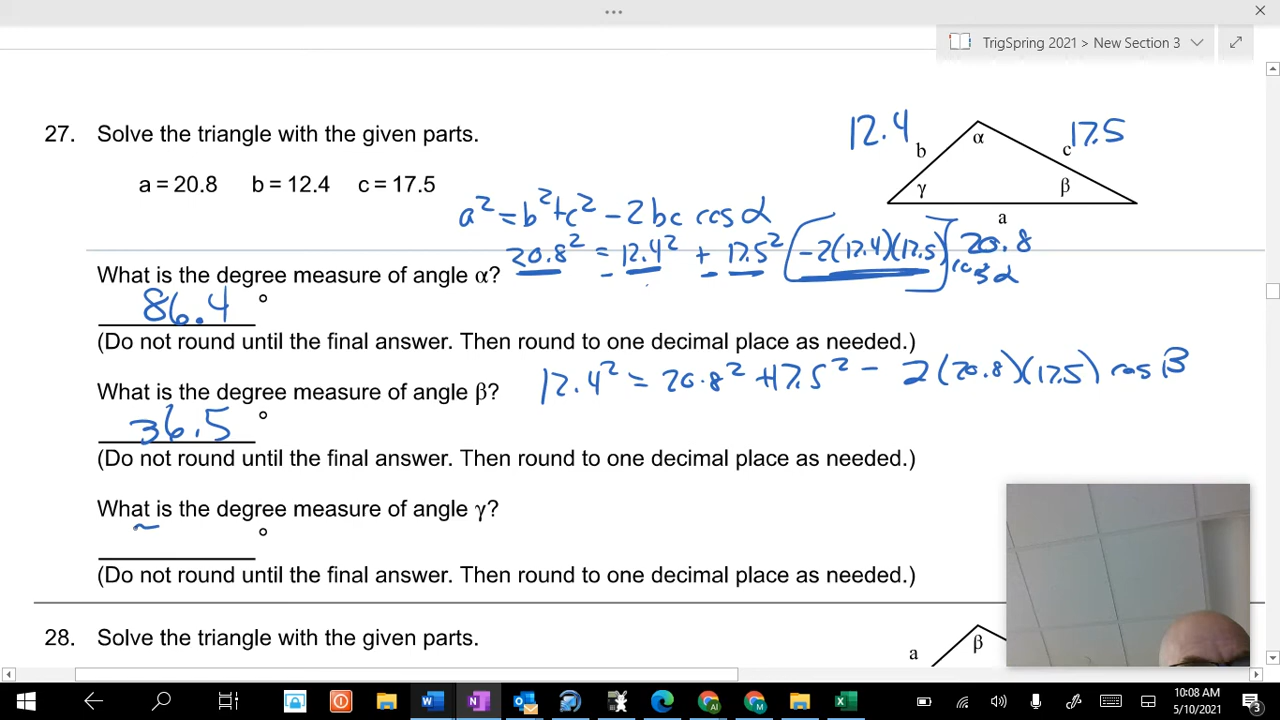 TrigSpring 2021 > New Section 3
27. Solve the triangle with the given parts.
a = 20.8 b = 12.4 c = 17.5
12.4
b
α
c
17.5
γ
β
a
20.8
a² = b² + c² - 2bc cos α
20.8² = 12.4² + 17.5² [-2(12.4)(17.5)] cos α
What is the degree measure of angle α?
86.4 °
(Do not round until the final answer. Then round to one decimal place as needed.)
12.4² = 20.8² + 17.5² - 2(20.8)(17.5) cos β
What is the degree measure of angle β?
36.5 °
(Do not round until the final answer. Then round to one decimal place as needed.)
What is the degree measure of angle γ?
°
(Do not round until the final answer. Then round to one decimal place as needed.)
28. Solve the triangle with the given parts.
a
β
10:08 AM
5/10/2021
3